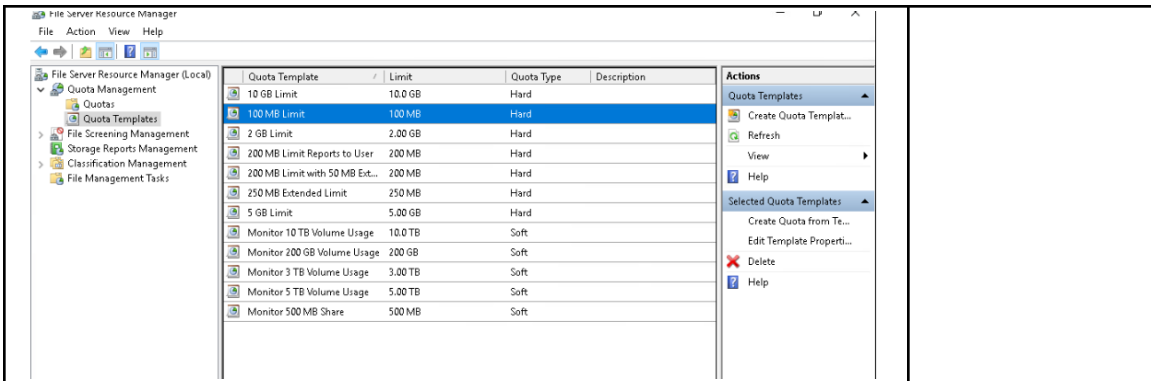 File Server Resource Manager
File Action View Help
File Server Resource Manager (Local)
Quota Management
Quotas
Quota Templates
File Screening Management
Storage Reports Management
Classification Management
File Management Tasks
Quota Template Limit Quota Type Description
10 GB Limit 10.0 GB Hard
100 MB Limit 100 MB Hard
2 GB Limit 2.00 GB Hard
200 MB Limit Reports to User 200 MB Hard
200 MB Limit with 50 MB Ext... 200 MB Hard
250 MB Extended Limit 250 MB Hard
5 GB Limit 5.00 GB Hard
Monitor 10 TB Volume Usage 10.0 TB Soft
Monitor 200 GB Volume Usage 200 GB Soft
Monitor 3 TB Volume Usage 3.00 TB Soft
Monitor 5 TB Volume Usage 5.00 TB Soft
Monitor 500 MB Share 500 MB Soft
Actions
Quota Templates
Create Quota Templat...
Refresh
View
Help
Selected Quota Templates
Create Quota from Te...
Edit Template Properti...
Delete
Help